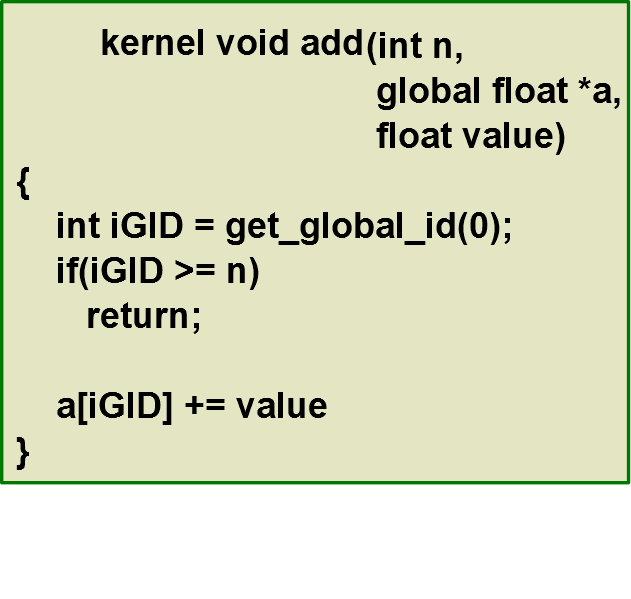 kernel void add(int n,
global float *a,
float value)
{
int iGID = get_global_id(0);
if(iGID >= n)
return;
a[iGID] += value
}